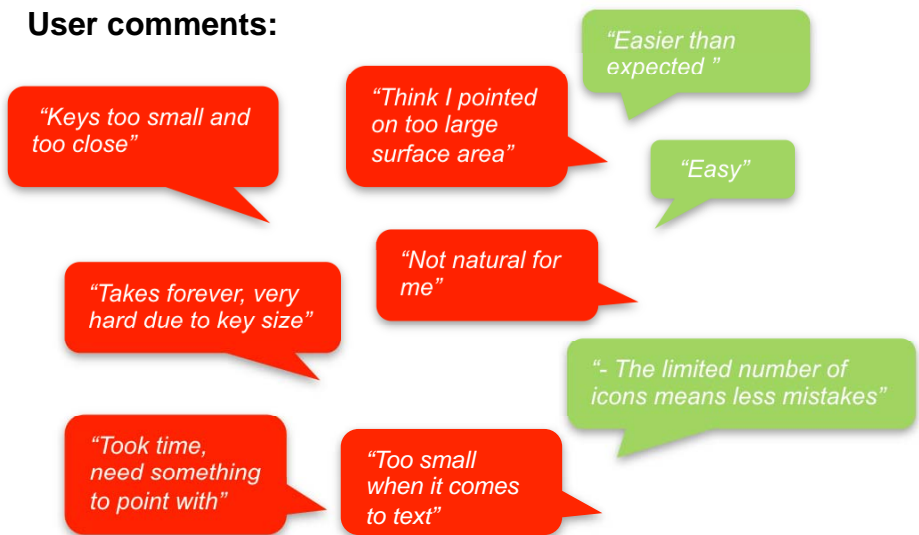 User comments:
“Easier than
expected ”
“Keys too small and
too close”
“Think I pointed
on too large
surface area”
“Easy”
“Not natural for
me”
“Takes forever, very
hard due to key size”
“- The limited number of
icons means less mistakes”
“Took time,
need something
to point with”
“Too small
when it comes
to text”